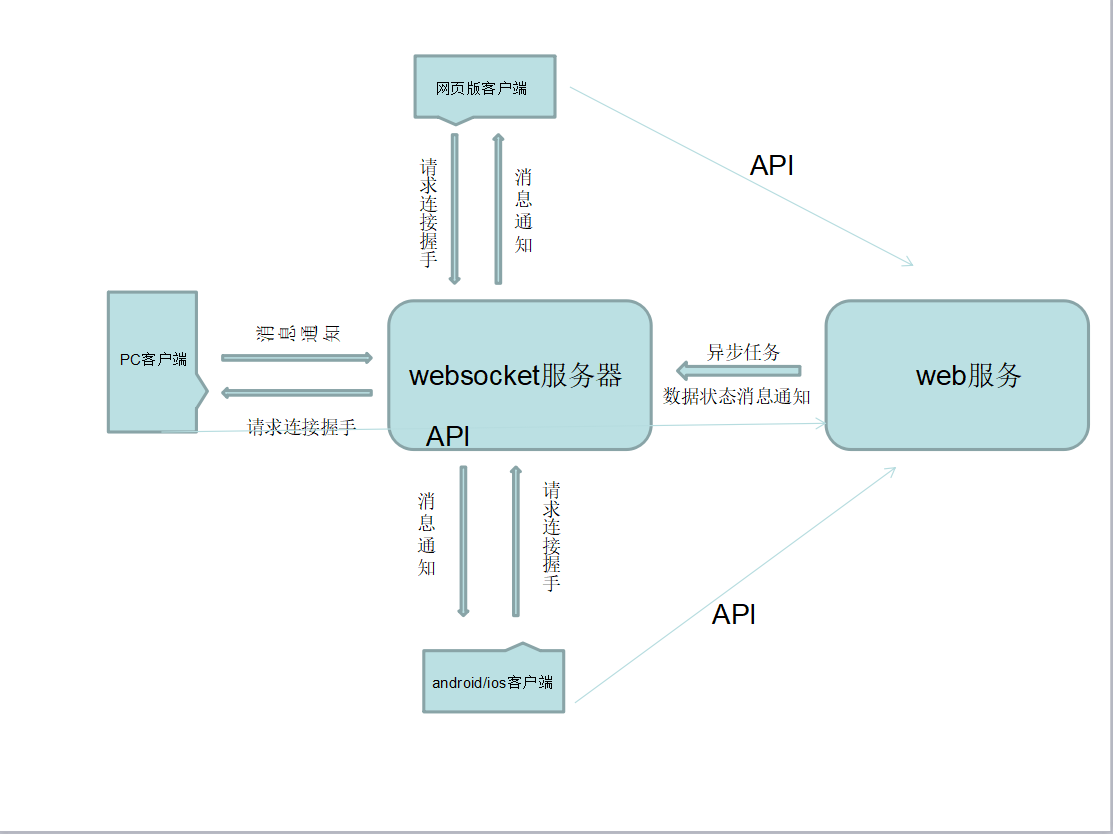 网页版客户端
API
请求连接握手
消息通知
消息通知
PC客户端
请求连接握手
websocket服务器
API
异步任务
数据状态消息通知
web服务
消息通知
请求连接握手
API
android/ios客户端